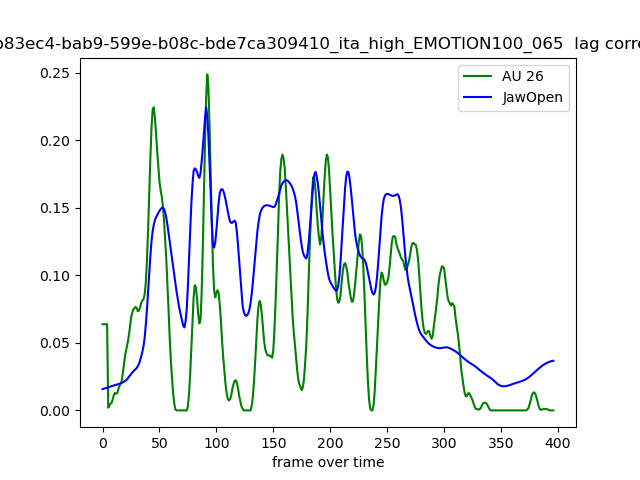 b83ec4-bab9-599e-b08c-bde7ca309410_ita_high_EMOTION100_065 lag corre
AU 26
JawOpen
0.25
0.20
0.15
0.10
0.05
0.00
0 50 100 150 200 250 300 350 400
frame over time